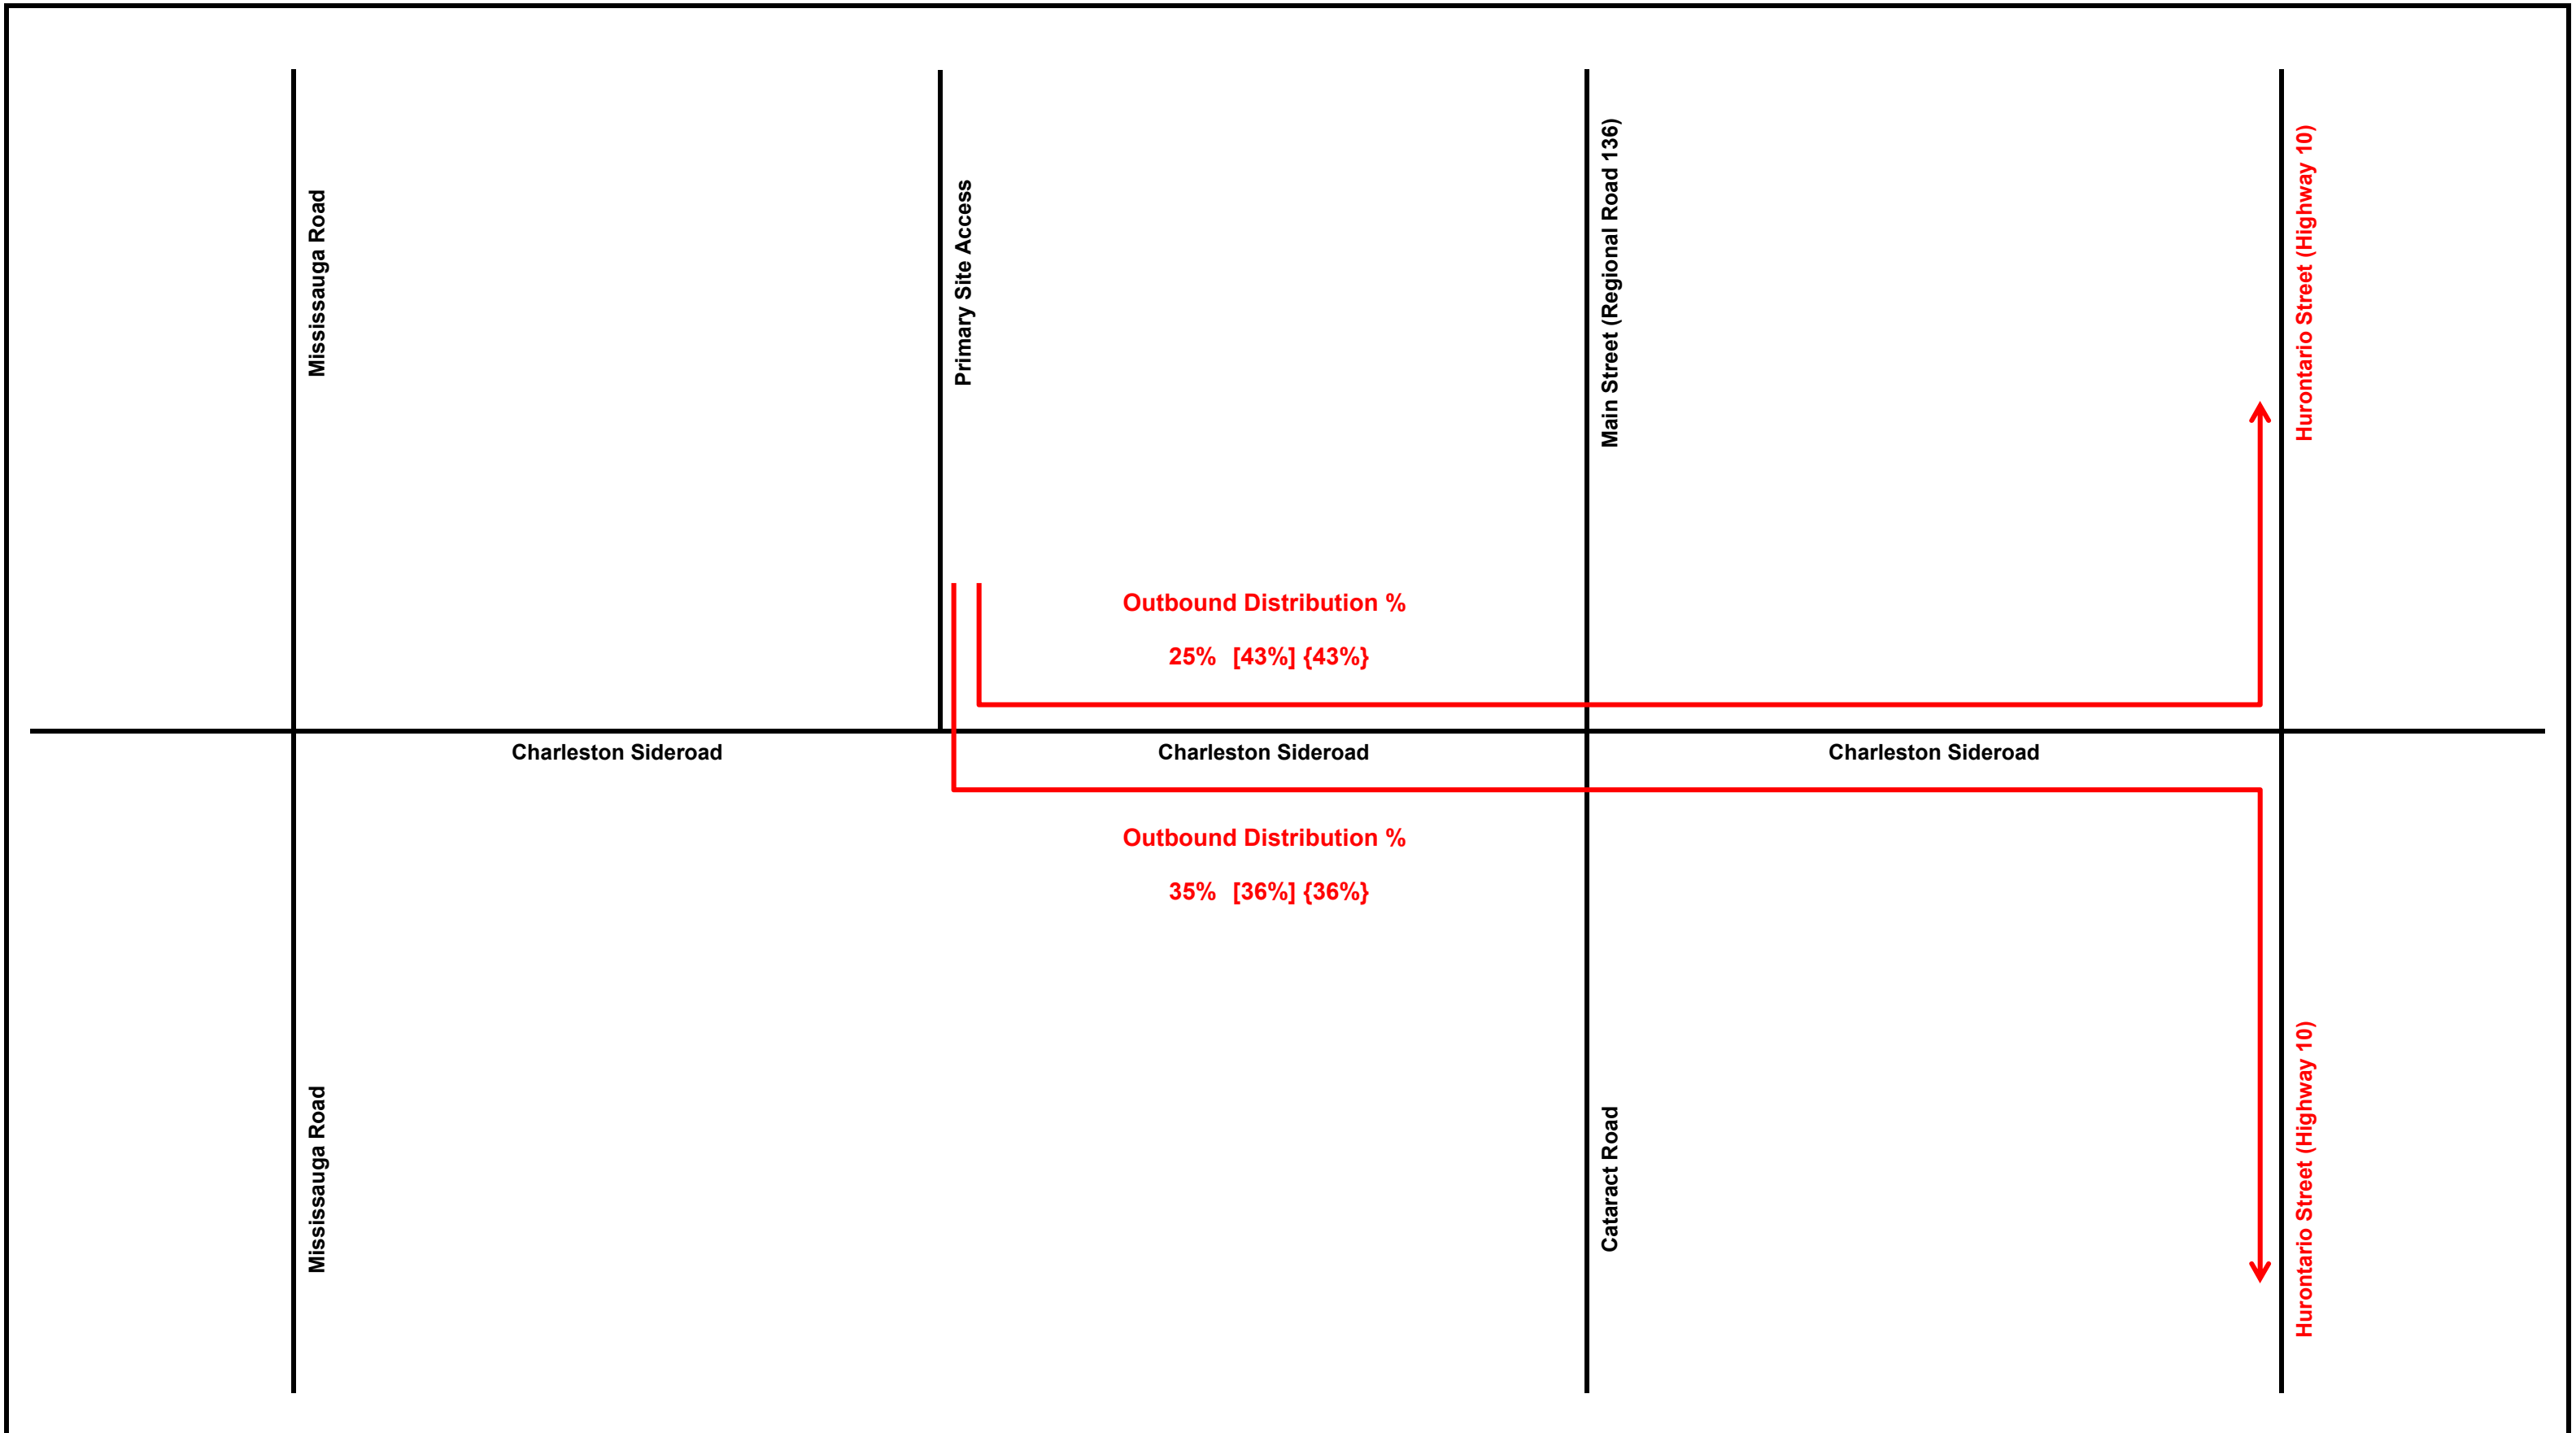 Mississauga Road
Primary Site Access
Main Street (Regional Road 136)
Hurontario Street (Highway 10)
Outbound Distribution %
25% [43%] {43%}
Charleston Sideroad
Charleston Sideroad
Charleston Sideroad
Outbound Distribution %
35% [36%] {36%}
Mississauga Road
Cataract Road
Hurontario Street (Highway 10)